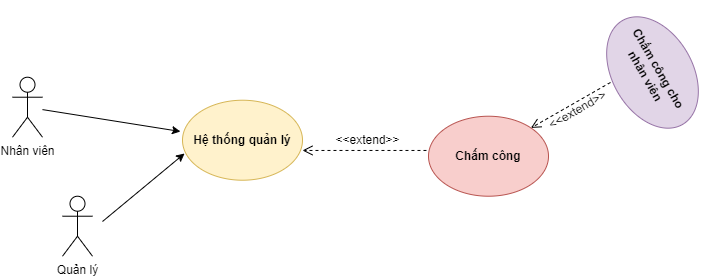 Chấm công cho
nhân viên
<<extend>>
Hệ thống quản lý
<<extend>>
Chấm công
Nhân viên
Quản lý